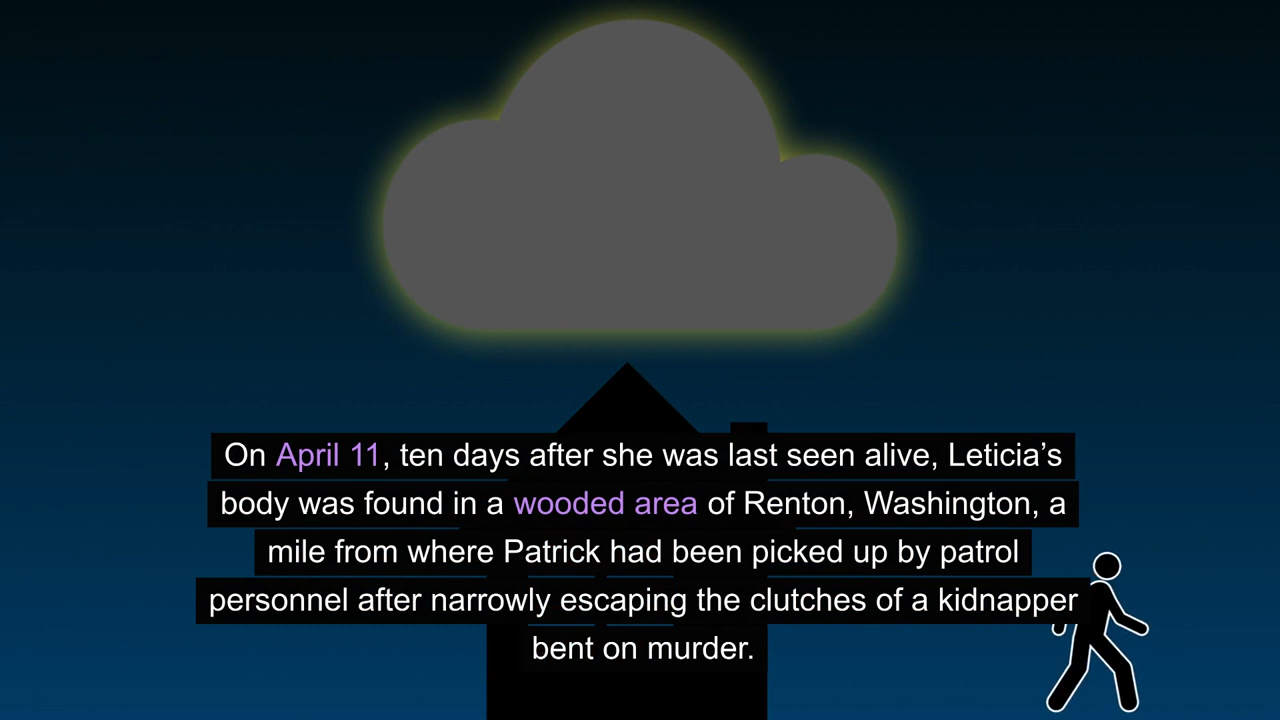 On April 11, ten days after she was last seen alive, Leticia’s
body was found in a wooded area of Renton, Washington, a
mile from where Patrick had been picked up by patrol
personnel after narrowly escaping the clutches of a kidnapper
bent on murder.